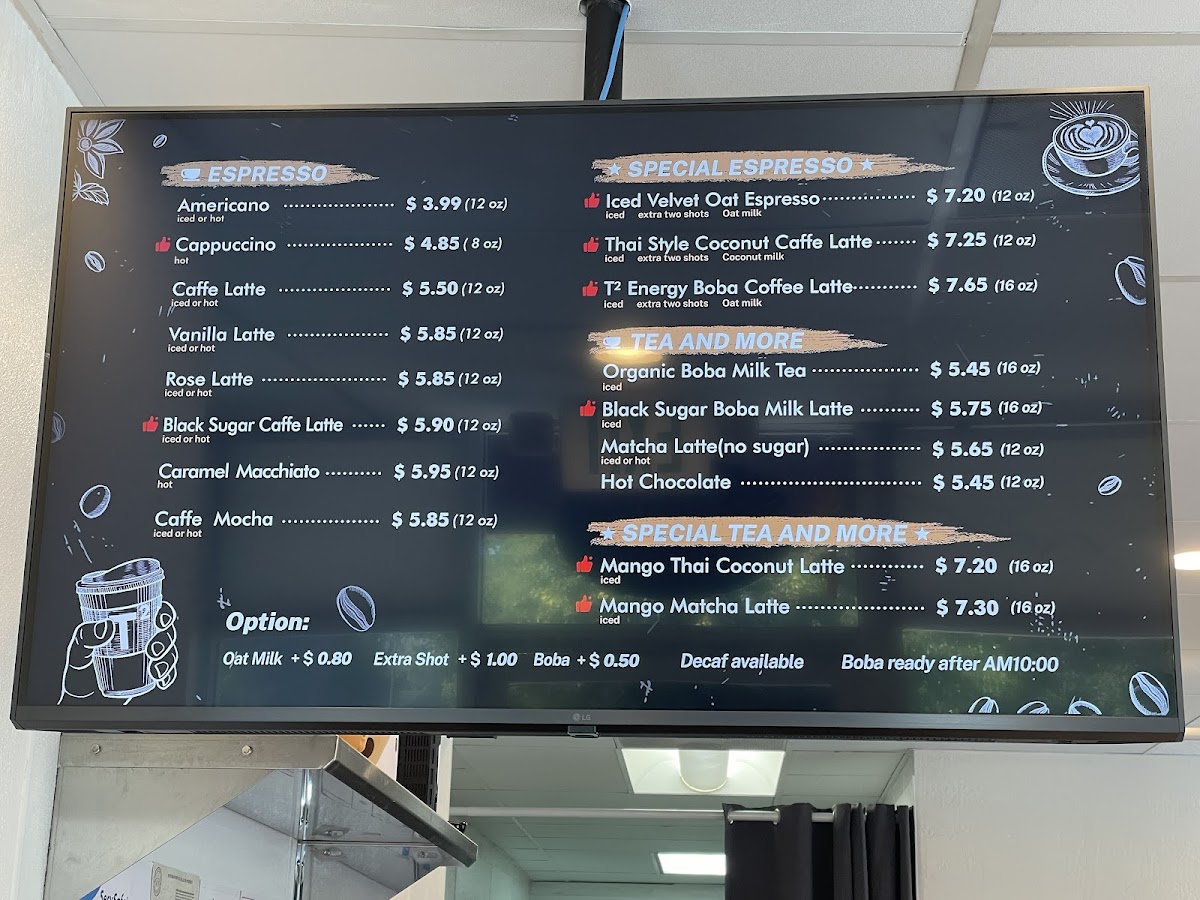 ESPRESSO
Americano ........................ $ 3.99 (12 oz)
iced or hot
Cappuccino ....................... $ 4.85 ( 8 oz)
hot
Caffe Latte ........................ $ 5.50 (12 oz)
iced or hot
Vanilla Latte ....................... $ 5.85 (12 oz)
iced or hot
Rose Latte .......................... $ 5.85 (12 oz)
iced or hot
Black Sugar Caffe Latte ...... $ 5.90 (12 oz)
iced or hot
Caramel Macchiato .......... $ 5.95 (12 oz)
hot
Caffe Mocha .................... $ 5.85 (12 oz)
iced or hot
★ SPECIAL ESPRESSO ★
Iced Velvet Oat Espresso ................... $ 7.20 (12 oz)
iced extra two shots Oat milk
Thai Style Coconut Caffe Latte ....... $ 7.25 (12 oz)
iced extra two shots Coconut milk
T² Energy Boba Coffee Latte ............ $ 7.65 (16 oz)
iced extra two shots Oat milk
TEA AND MORE
Organic Boba Milk Tea ..................... $ 5.45 (16 oz)
iced
Black Sugar Boba Milk Latte ........... $ 5.75 (16 oz)
iced
Matcha Latte(no sugar) ................... $ 5.65 (12 oz)
iced or hot
Hot Chocolate .................................. $ 5.45 (12 oz)
★ SPECIAL TEA AND MORE ★
Mango Thai Coconut Latte ............. $ 7.20 (16 oz)
iced
Mango Matcha Latte ........................ $ 7.30 (16 oz)
iced
Option:
Oat Milk + $ 0.80 Extra Shot + $ 1.00 Boba + $ 0.50 Decaf available Boba ready after AM10:00
T
LG